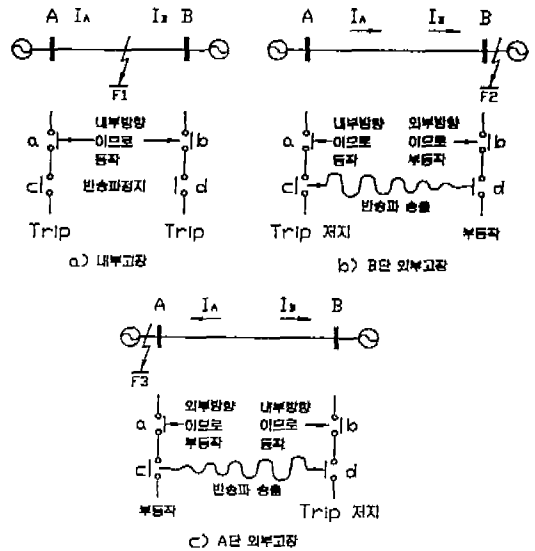 A I_A I_B B
F1
a 내부방향 이므로 동작 b
c 반송파정지 d
Trip Trip
a) 내부고장
A I_A I_B B
F2
a 내부방향 이므로 동작 외부방향 이므로 부동작 b
c d
반송파 송출
Trip 저지 부동작
b) B단 외부고장
A I_A I_B B
F3
a 외부방향 이므로 부동작 내부방향 이므로 동작 b
c d
반송파 송출
부동작 Trip 저지
c) A단 외부고장